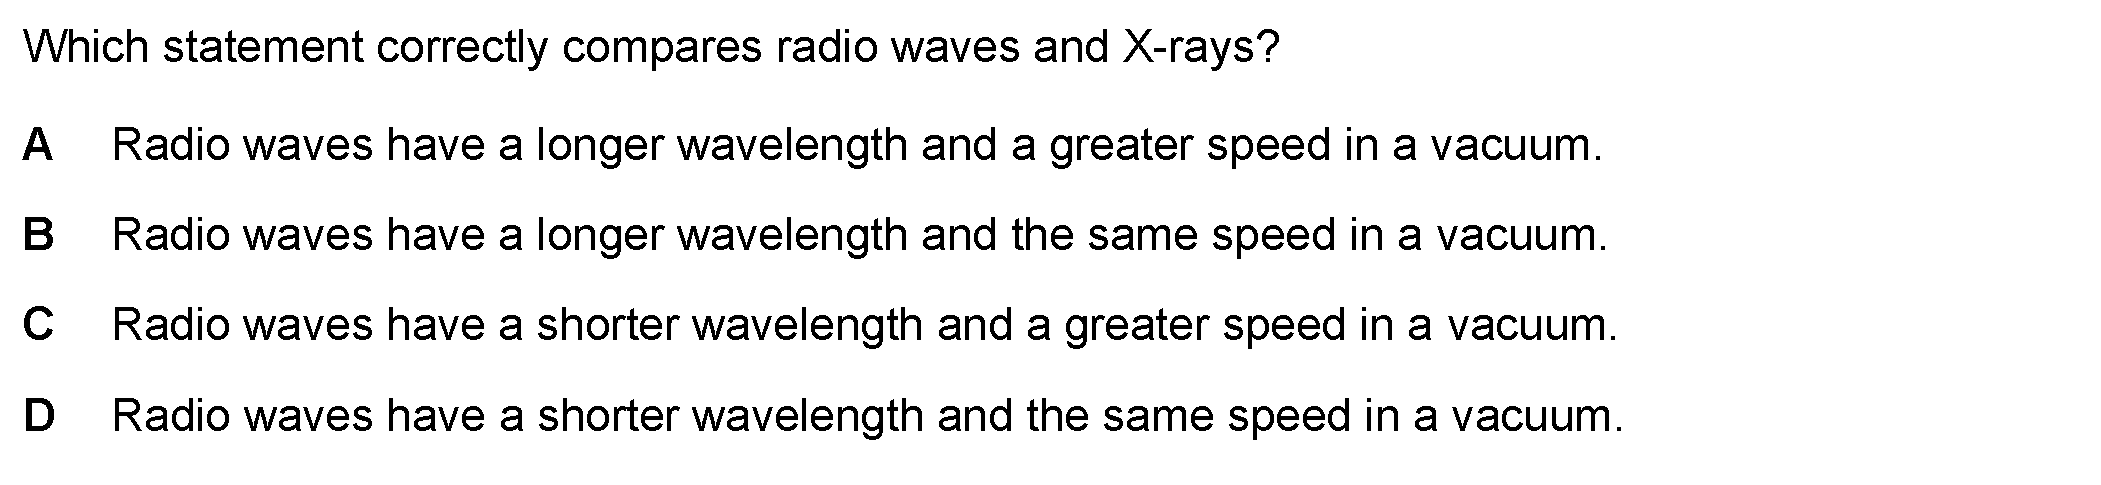 Which statement correctly compares radio waves and X-rays?
A Radio waves have a longer wavelength and a greater speed in a vacuum.
B Radio waves have a longer wavelength and the same speed in a vacuum.
C Radio waves have a shorter wavelength and a greater speed in a vacuum.
D Radio waves have a shorter wavelength and the same speed in a vacuum.